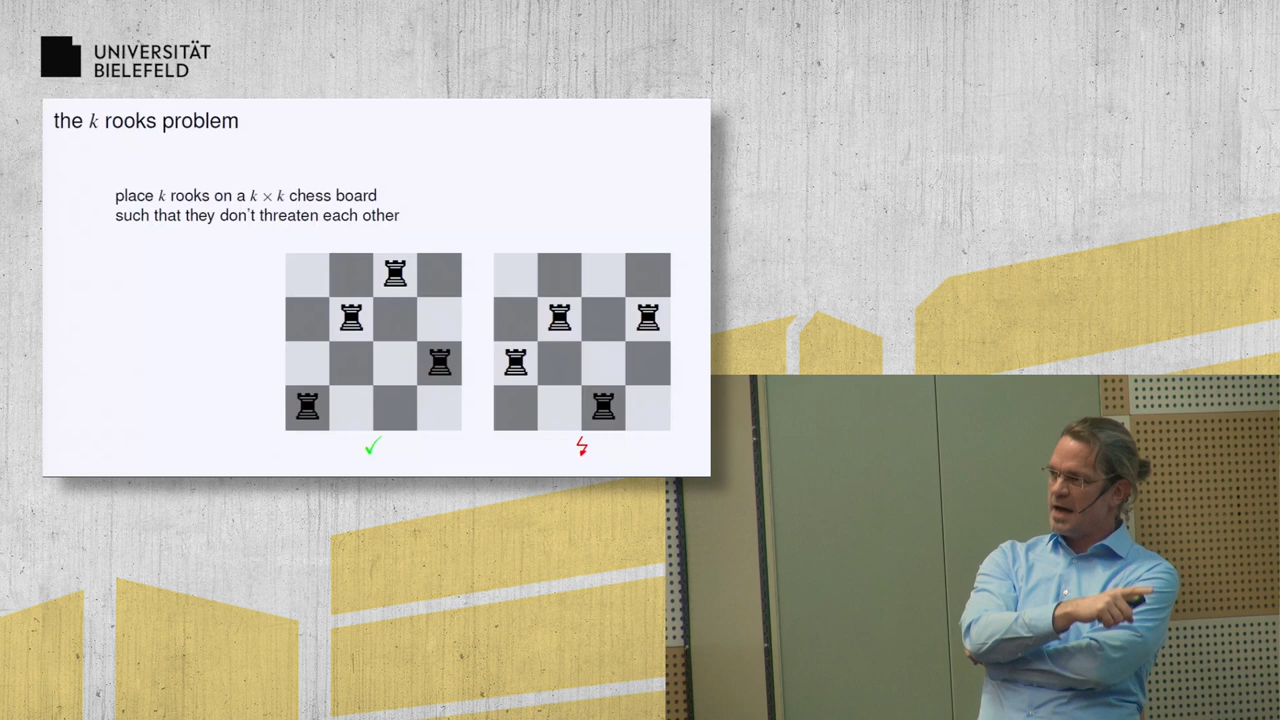 UNIVERSITÄT
BIELEFELD
the k rooks problem
place k rooks on a k × k chess board
such that they don't threaten each other